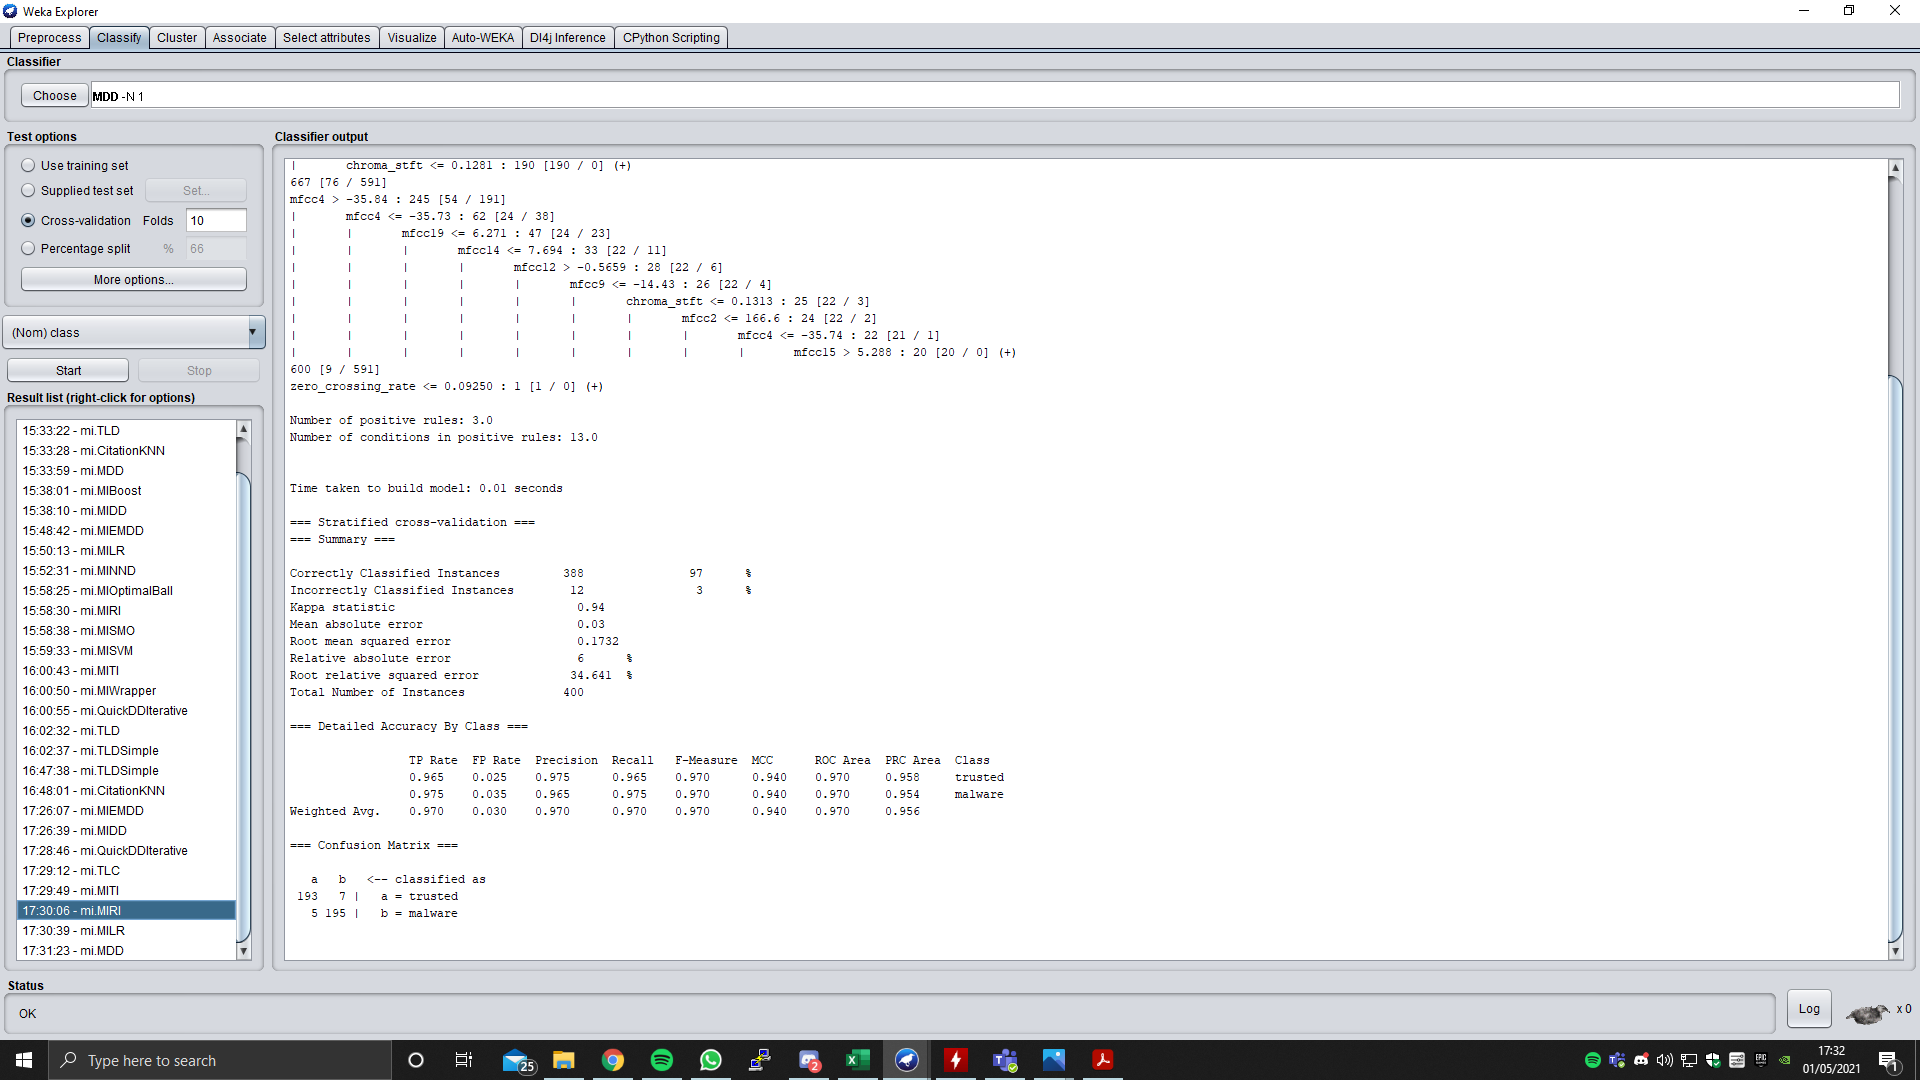 Weka Explorer
Preprocess Classify Cluster Associate Select attributes Visualize Auto-WEKA Dl4j Inference CPython Scripting
Classifier
Choose MDD -N 1
Test options
Use training set
Supplied test set Set...
Cross-validation Folds 10
Percentage split % 66
More options...
(Nom) class
Start Stop
Result list (right-click for options)
15:33:22 - mi.TLD
15:33:28 - mi.CitationKNN
15:33:59 - mi.MDD
15:38:01 - mi.MIBoost
15:38:10 - mi.MIDD
15:48:42 - mi.MIEMDD
15:50:13 - mi.MILR
15:52:31 - mi.MINND
15:58:25 - mi.MIOptimalBall
15:58:30 - mi.MIRI
15:58:38 - mi.MISMO
15:59:33 - mi.MISVM
16:00:43 - mi.MITI
16:00:50 - mi.MIWrapper
16:00:55 - mi.QuickDDIterative
16:02:32 - mi.TLD
16:02:37 - mi.TLDSimple
16:47:38 - mi.TLDSimple
16:48:01 - mi.CitationKNN
17:26:07 - mi.MIEMDD
17:26:39 - mi.MIDD
17:28:46 - mi.QuickDDIterative
17:29:12 - mi.TLC
17:29:49 - mi.MITI
17:30:06 - mi.MIRI
17:30:39 - mi.MILR
17:31:23 - mi.MDD
Classifier output
| chroma_stft <= 0.1281 : 190 [190 / 0] (+)
667 [76 / 591]
mfcc4 > -35.84 : 245 [54 / 191]
| mfcc4 <= -35.73 : 62 [24 / 38]
| | mfcc19 <= 6.271 : 47 [24 / 23]
| | | mfcc14 <= 7.694 : 33 [22 / 11]
| | | | mfcc12 > -0.5659 : 28 [22 / 6]
| | | | | mfcc9 <= -14.43 : 26 [22 / 4]
| | | | | | chroma_stft <= 0.1313 : 25 [22 / 3]
| | | | | | | mfcc2 <= 166.6 : 24 [22 / 2]
| | | | | | | | mfcc4 <= -35.74 : 22 [21 / 1]
| | | | | | | | | mfcc15 > 5.288 : 20 [20 / 0] (+)
600 [9 / 591]
zero_crossing_rate <= 0.09250 : 1 [1 / 0] (+)
Number of positive rules: 3.0
Number of conditions in positive rules: 13.0
Time taken to build model: 0.01 seconds
=== Stratified cross-validation ===
=== Summary ===
Correctly Classified Instances 388 97 %
Incorrectly Classified Instances 12 3 %
Kappa statistic 0.94
Mean absolute error 0.03
Root mean squared error 0.1732
Relative absolute error 6 %
Root relative squared error 34.641 %
Total Number of Instances 400
=== Detailed Accuracy By Class ===
TP Rate FP Rate Precision Recall F-Measure MCC ROC Area PRC Area Class
0.965 0.025 0.975 0.965 0.970 0.940 0.970 0.958 trusted
0.975 0.035 0.965 0.975 0.970 0.940 0.970 0.954 malware
Weighted Avg. 0.970 0.030 0.970 0.970 0.970 0.940 0.970 0.956
=== Confusion Matrix ===
a b <-- classified as
193 7 | a = trusted
5 195 | b = malware
Status
OK
Log
x 0
Type here to search
25
2
17:32
01/05/2021
1